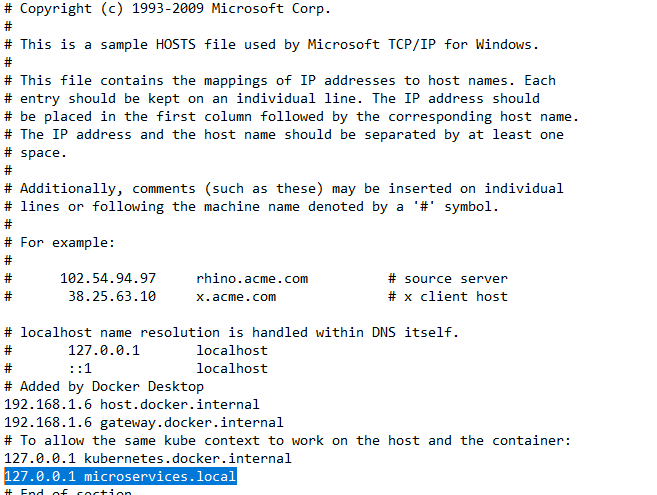 # Copyright (c) 1993-2009 Microsoft Corp.
#
# This is a sample HOSTS file used by Microsoft TCP/IP for Windows.
#
# This file contains the mappings of IP addresses to host names. Each
# entry should be kept on an individual line. The IP address should
# be placed in the first column followed by the corresponding host name.
# The IP address and the host name should be separated by at least one
# space.
#
# Additionally, comments (such as these) may be inserted on individual
# lines or following the machine name denoted by a '#' symbol.
#
# For example:
#
#      102.54.94.97     rhino.acme.com          # source server
#       38.25.63.10     x.acme.com              # x client host

# localhost name resolution is handled within DNS itself.
#       127.0.0.1       localhost
#       ::1             localhost
# Added by Docker Desktop
192.168.1.6 host.docker.internal
192.168.1.6 gateway.docker.internal
# To allow the same kube context to work on the host and the container:
127.0.0.1 kubernetes.docker.internal
127.0.0.1 microservices.local
# End of section